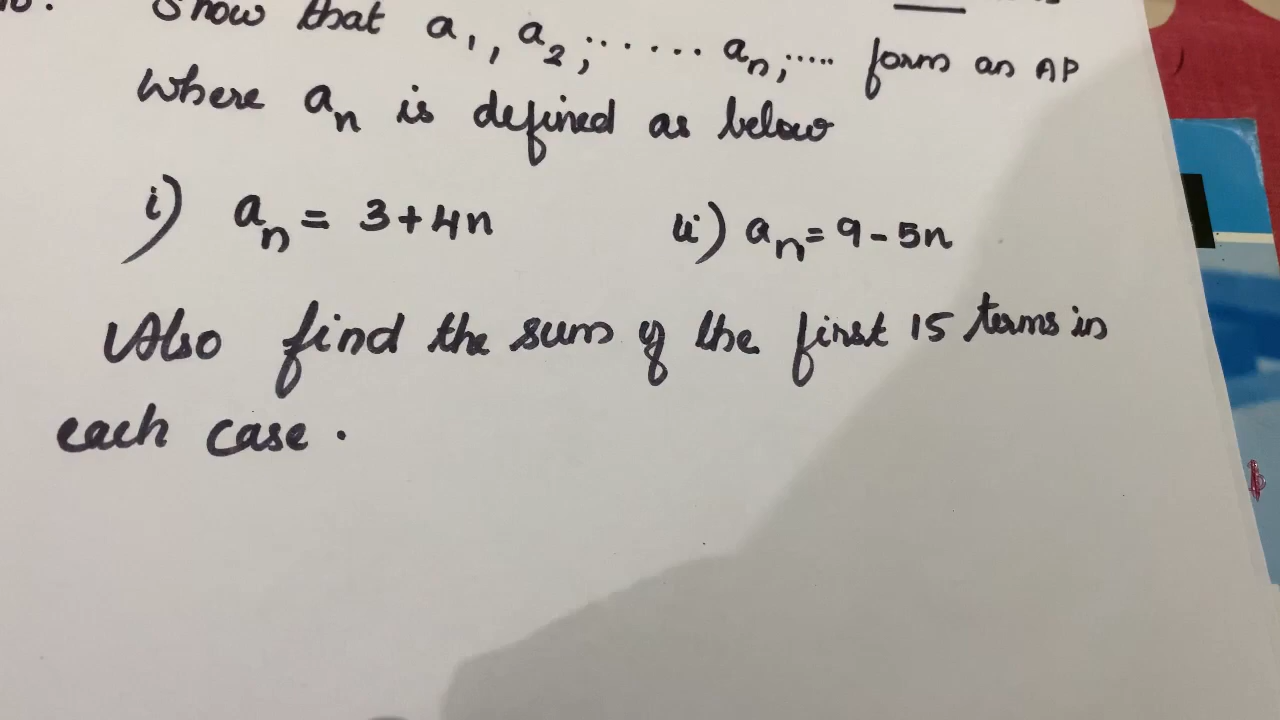 Show that a₁, a₂, ...... aₙ, .... form an AP
where aₙ is defined as below
i) aₙ = 3+4n ii) aₙ = 9-5n
Also find the sum of the first 15 terms in
each case.